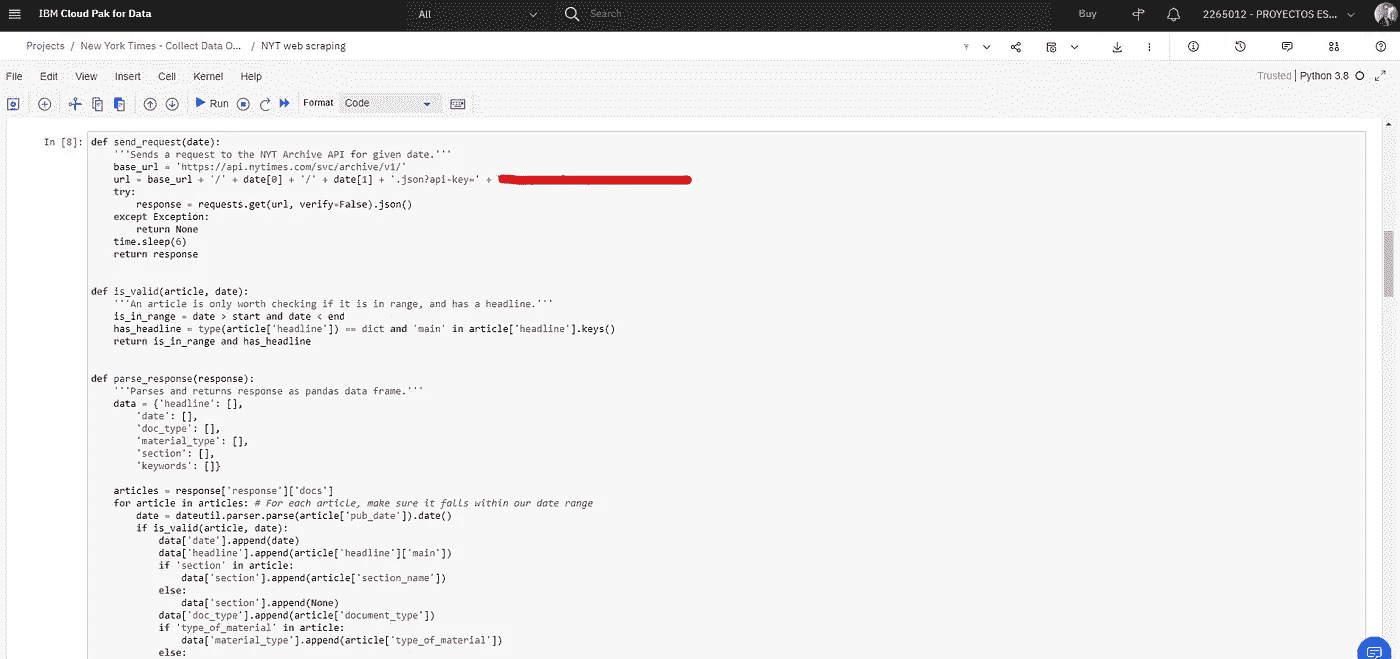 IBM Cloud Pak for Data
All
Search
Buy
2265012 - PROYECTOS ES...
Projects / New York Times - Collect Data O... / NYT web scraping
File Edit View Insert Cell Kernel Help
Trusted | Python 3.8
Run
Format
Code
In [8]:
def send_request(date):
'''Sends a request to the NYT Archive API for given date.'''
base_url = 'https://api.nytimes.com/svc/archive/v1/'
url = base_url + '/' + date[0] + '/' + date[1] + '.json?api-key=' +
try:
response = requests.get(url, verify=False).json()
except Exception:
return None
time.sleep(6)
return response
def is_valid(article, date):
'''An article is only worth checking if it is in range, and has a headline.'''
is_in_range = date > start and date < end
has_headline = type(article['headline']) == dict and 'main' in article['headline'].keys()
return is_in_range and has_headline
def parse_response(response):
'''Parses and returns response as pandas data frame.'''
data = {'headline': [],
'date': [],
'doc_type': [],
'material_type': [],
'section': [],
'keywords': []}
articles = response['response']['docs']
for article in articles: # For each article, make sure it falls within our date range
date = dateutil.parser.parse(article['pub_date']).date()
if is_valid(article, date):
data['date'].append(date)
data['headline'].append(article['headline']['main'])
if 'section' in article:
data['section'].append(article['section_name'])
else:
data['section'].append(None)
data['doc_type'].append(article['document_type'])
if 'type_of_material' in article:
data['material_type'].append(article['type_of_material'])
else: